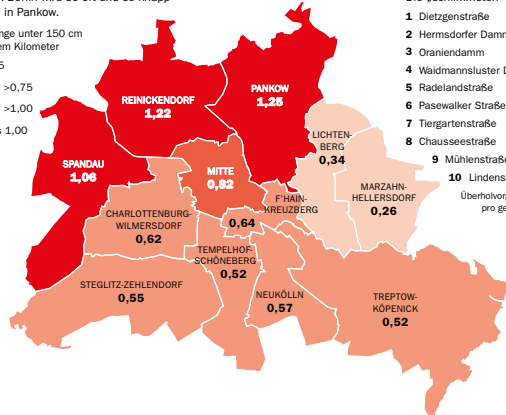 in Pankow.
nge unter 150 cm
em Kilometer
>0,75
>1,00
1,00
1 Dietzgenstraße
2 Hermsdorfer Damm
3 Oraniendamm
4 Waidmannsluster D
5 Radelandstraße
6 Pasewalker Straße
7 Tiergartenstraße
8 Chausseestraße
9 Mühlenstraße
10 Lindenst
Überholvor
pro ge
PANKOW
1,25
REINICKENDORF
1,22
LICHTEN-
BERG
0,34
SPANDAU
1,06
MITTE
0,82
MARZAHN-
HELLERSDORF
0,26
F'HAIN-
KREUZBERG
0,64
CHARLOTTENBURG-
WILMERSDORF
0,62
TEMPELHOF-
SCHÖNEBERG
0,52
STEGLITZ-ZEHLENDORF
0,55
NEUKÖLLN
0,57
TREPTOW-
KÖPENICK
0,52